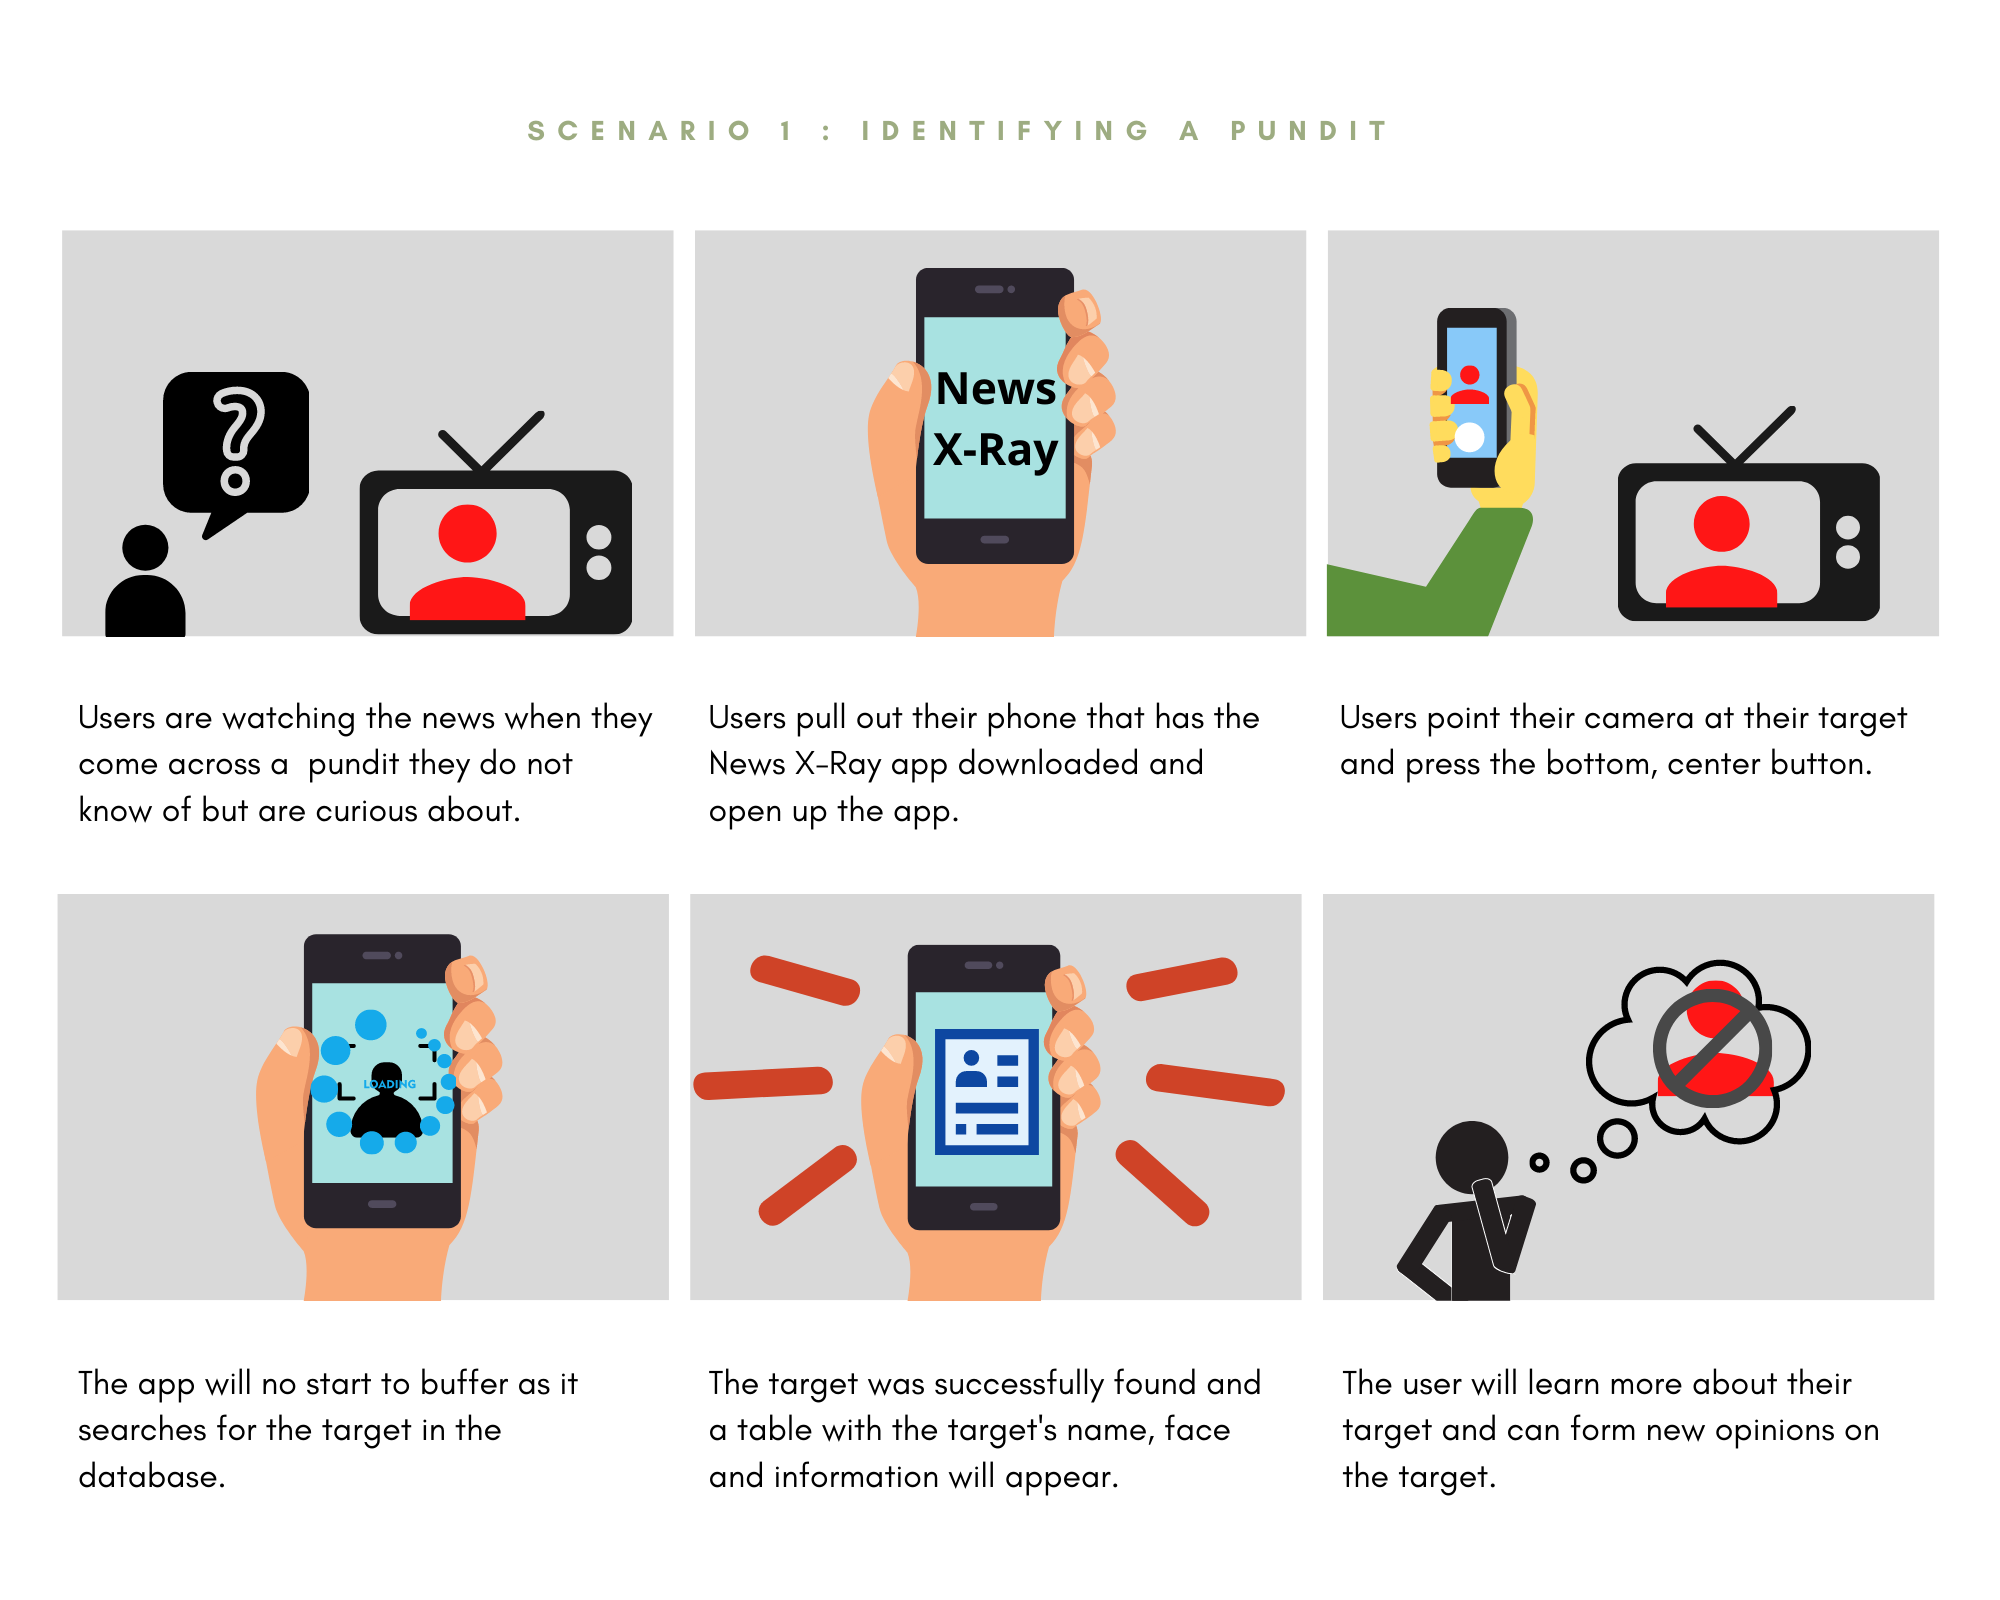 SCENARIO 1 : IDENTIFYING A PUNDIT
?
News
X-Ray
Users are watching the news when they
come across a  pundit they do not
know of but are curious about.
Users pull out their phone that has the
News X-Ray app downloaded and
open up the app.
Users point their camera at their target
and press the bottom, center button.
LOADING
The app will no start to buffer as it
searches for the target in the
database.
The target was successfully found and
a table with the target's name, face
and information will appear.
The user will learn more about their
target and can form new opinions on
the target.